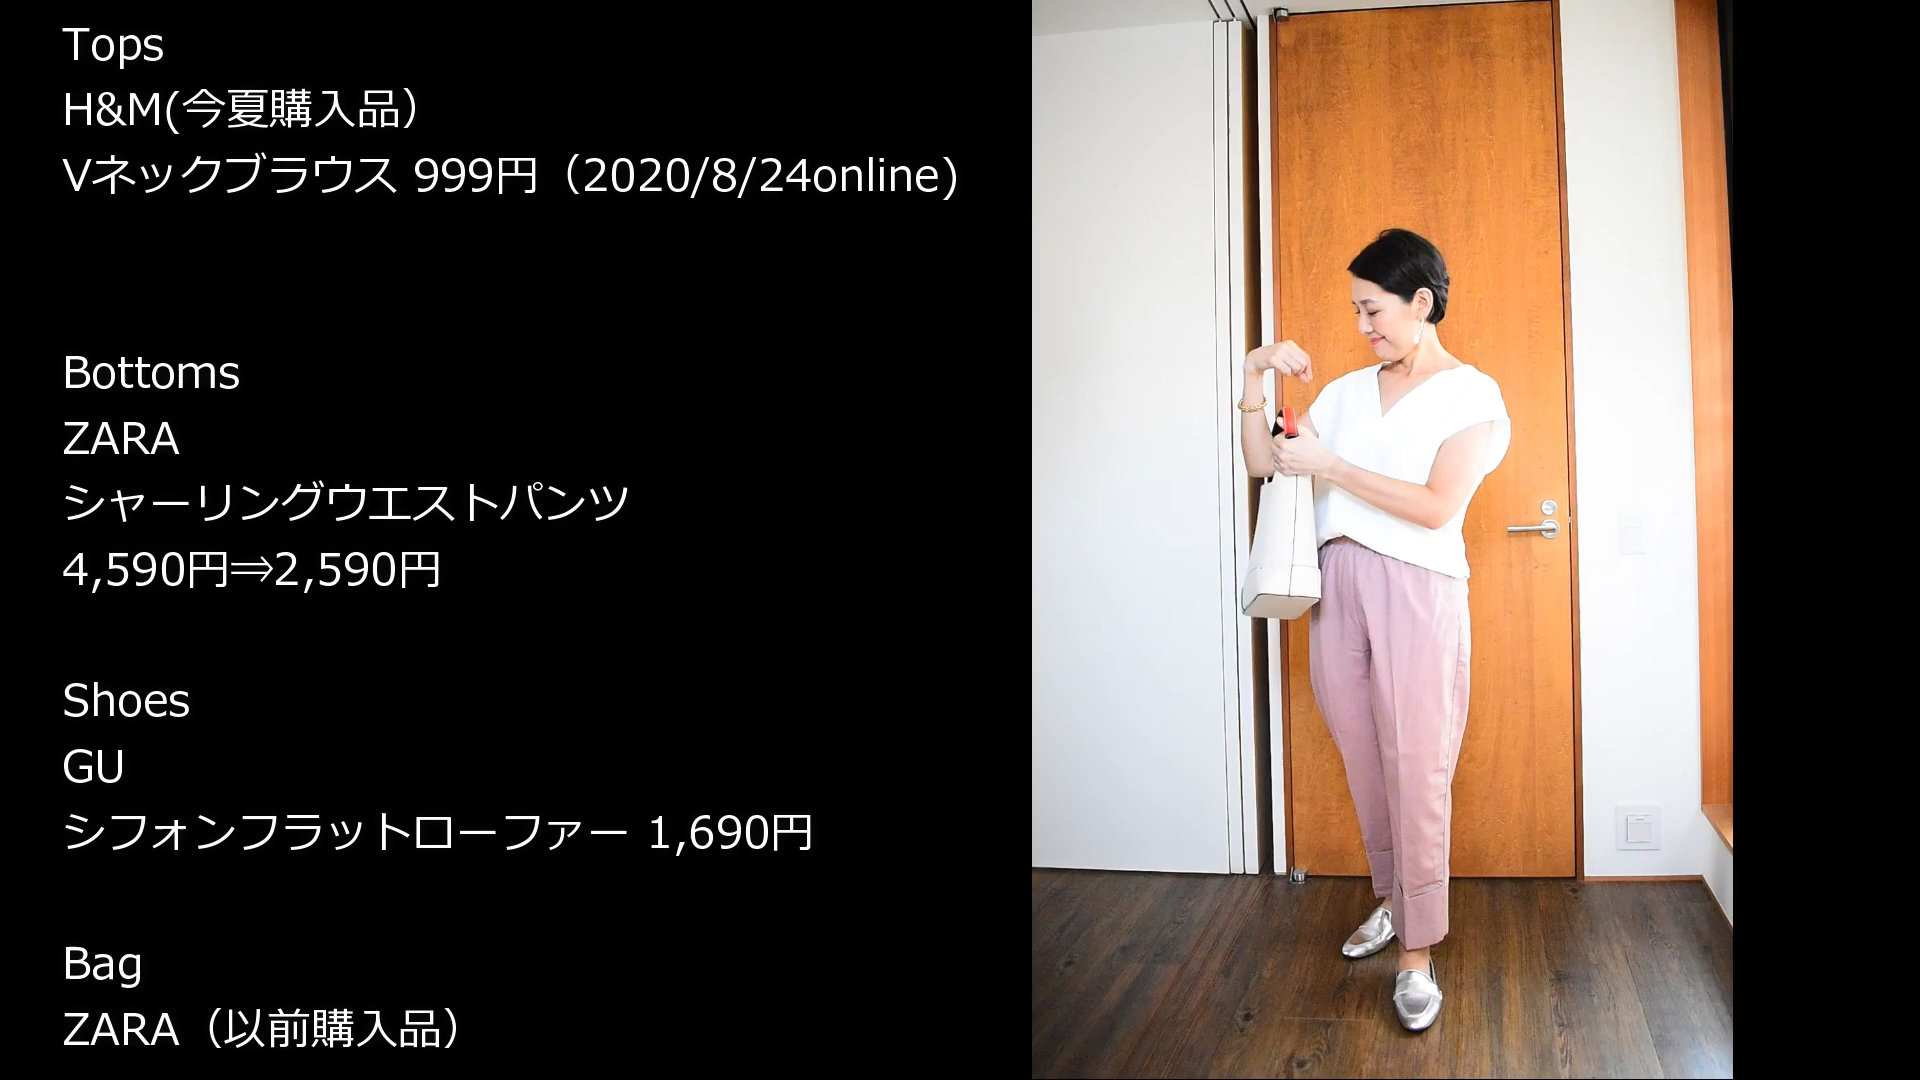 Tops
H&M(今夏購入品）
Vネックブラウス 999円（2020/8/24online)
Bottoms
ZARA
シャーリングウエストパンツ
4,590円⇒2,590円
Shoes
GU
シフォンフラットローファー 1,690円
Bag
ZARA（以前購入品）